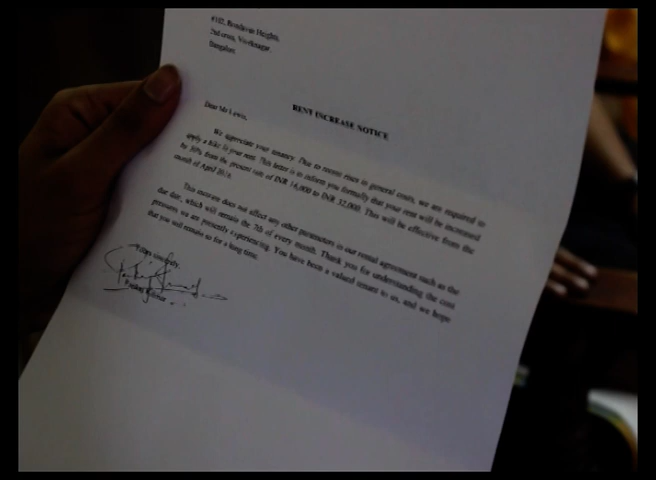 #102, Brindavan Heights,
2nd cross,
Bangalore.
RENT INCREASE NOTICE
Dear Mr Lewis,
We appreciate your tenancy. Due to recent rises in general costs, we are required to
apply a hike in your rent. This letter is to inform you formally that your rent will be increased
by 50% from the present rate of INR 16,000 to INR 32,000. This will be effective from the
month of April 2016.
This increase does not affect any other parameters in our rental agreement such as the
due date, which will remain the 7th of every month. Thank you for understanding the cost
pressures we are presently experiencing. You have been a valued tenant to us, and we hope
that you will remain so for a long time.
Yours sincerely,
Pankaj Kumar